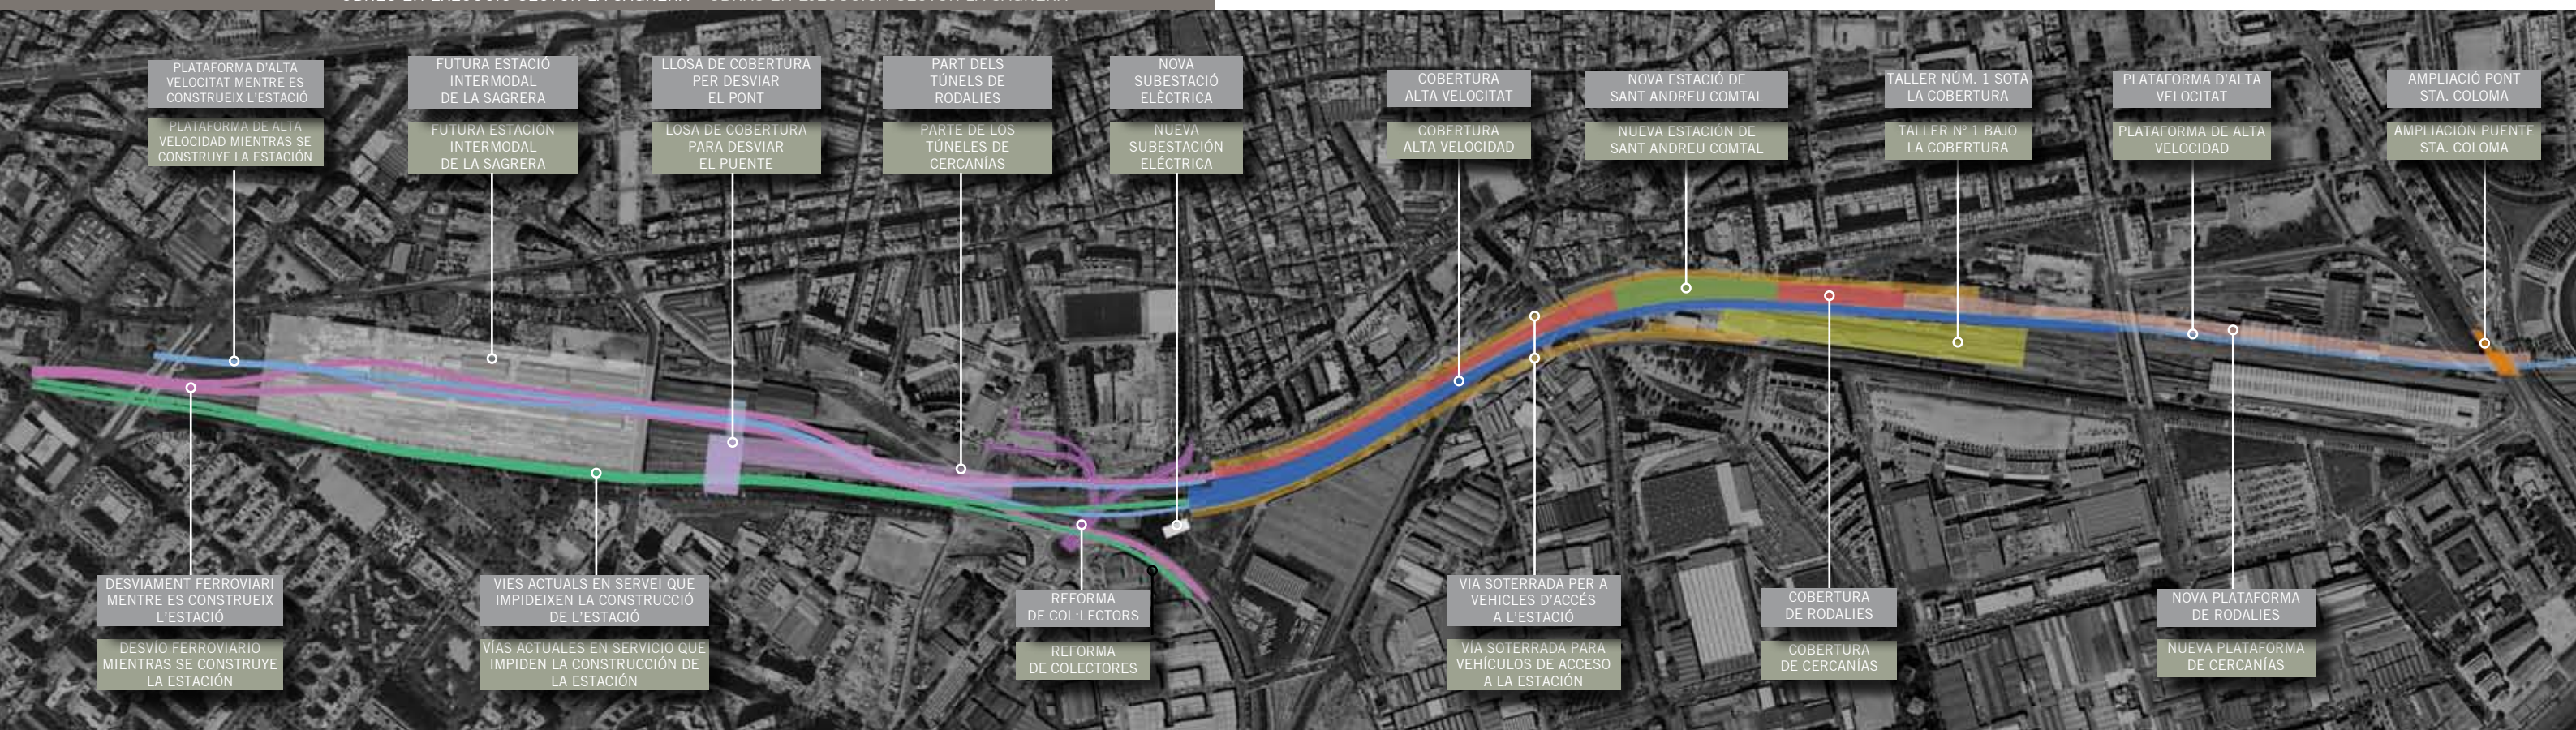 PLATAFORMA D'ALTA
VELOCITAT MENTRE ES
CONSTRUEIX L'ESTACIÓ
PLATAFORMA DE ALTA
VELOCIDAD MIENTRAS SE
CONSTRUYE LA ESTACIÓN
FUTURA ESTACIÓ
INTERMODAL
DE LA SAGRERA
FUTURA ESTACIÓN
INTERMODAL
DE LA SAGRERA
LLOSA DE COBERTURA
PER DESVIAR
EL PONT
LOSA DE COBERTURA
PARA DESVIAR
EL PUENTE
PART DELS
TÚNELS DE
RODALIES
PARTE DE LOS
TÚNELES DE
CERCANÍAS
NOVA
SUBESTACIÓ
ELÈCTRICA
NUEVA
SUBESTACIÓN
ELÉCTRICA
COBERTURA
ALTA VELOCITAT
COBERTURA
ALTA VELOCIDAD
NOVA ESTACIÓ DE
SANT ANDREU COMTAL
NUEVA ESTACIÓN DE
SANT ANDREU COMTAL
TALLER NÚM. 1 SOTA
LA COBERTURA
TALLER Nº 1 BAJO
LA COBERTURA
PLATAFORMA D'ALTA
VELOCITAT
PLATAFORMA DE ALTA
VELOCIDAD
AMPLIACIÓ PONT
STA. COLOMA
AMPLIACIÓN PUENTE
STA. COLOMA
DESVIAMENT FERROVIARI
MENTRE ES CONSTRUEIX
L'ESTACIÓ
DESVÍO FERROVIARIO
MIENTRAS SE CONSTRUYE
LA ESTACIÓN
VIES ACTUALS EN SERVEI QUE
IMPIDEIXEN LA CONSTRUCCIÓ
DE L'ESTACIÓ
VÍAS ACTUALES EN SERVICIO QUE
IMPIDEN LA CONSTRUCCIÓN DE
LA ESTACIÓN
REFORMA
DE COL·LECTORS
REFORMA
DE COLECTORES
VIA SOTERRADA PER A
VEHICLES D'ACCÉS
A L'ESTACIÓ
VÍA SOTERRADA PARA
VEHÍCULOS DE ACCESO
A LA ESTACIÓN
COBERTURA
DE RODALIES
COBERTURA
DE CERCANÍAS
NOVA PLATAFORMA
DE RODALIES
NUEVA PLATAFORMA
DE CERCANÍAS